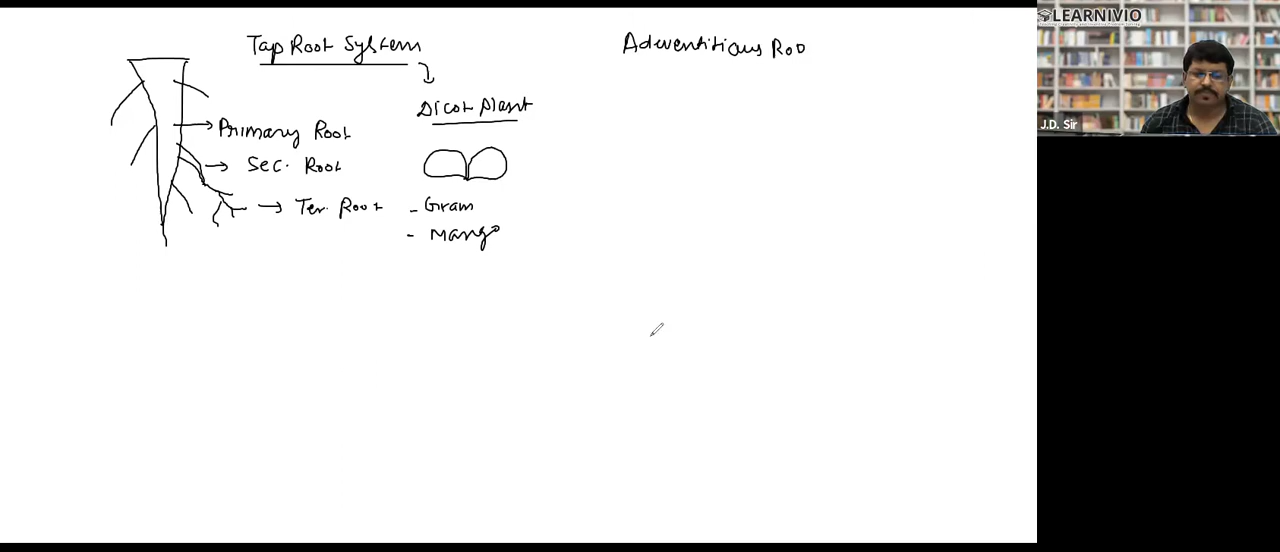 Tap Root System
Dicot Plant
Primary Root
Sec. Root
Ter. Root
- Gram
- Mango
Adventitious Roo
LEARNIVIO
J.D. Sir